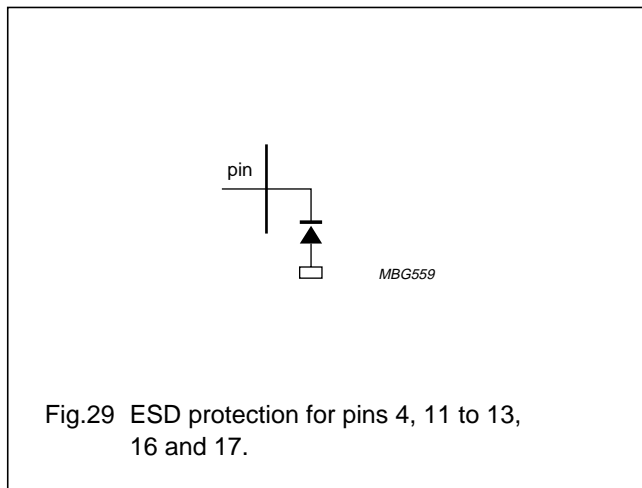 pin
MBG559
Fig.29 ESD protection for pins 4, 11 to 13,
16 and 17.